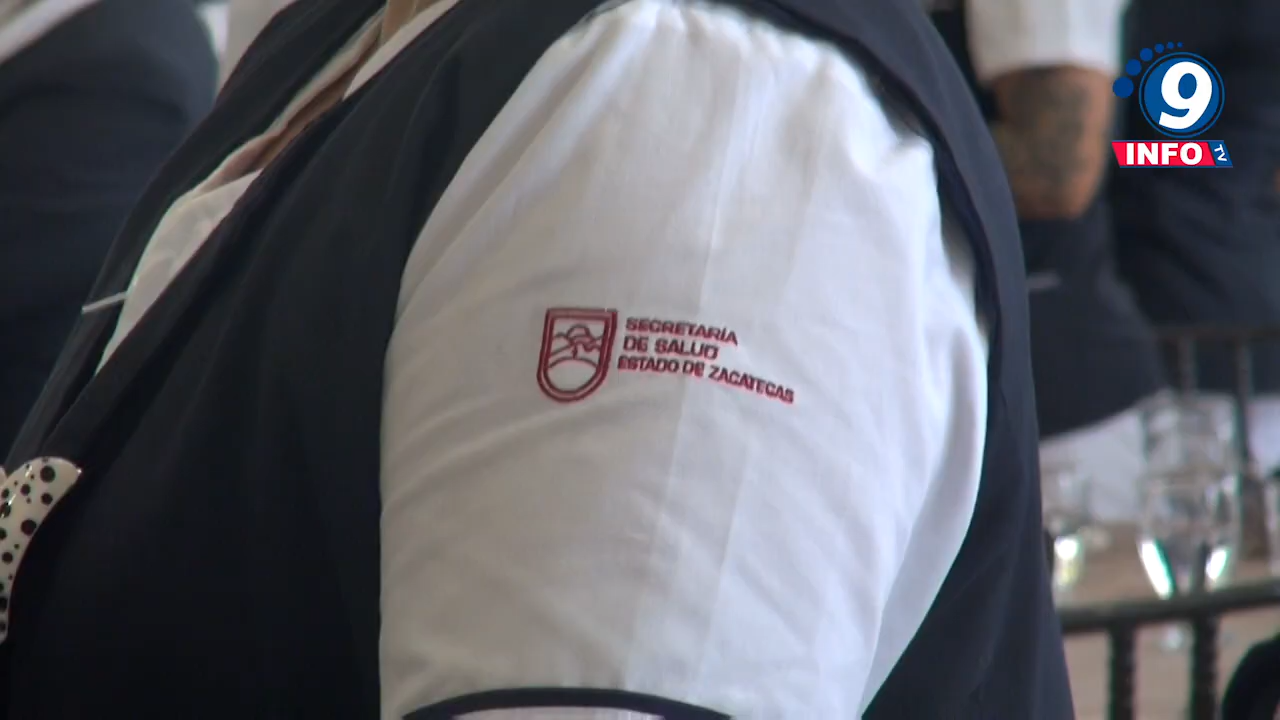 9
INFO TV
SECRETARÍA
DE SALUD
ESTADO DE ZACATECAS